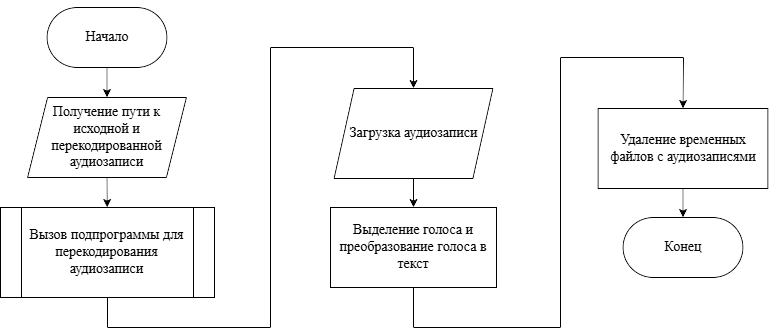 Начало
Получение пути к
исходной и
перекодированной
аудиозаписи
Вызов подпрограммы для
перекодирования
аудиозаписи
Загрузка аудиозаписи
Выделение голоса и
преобразование голоса в
текст
Удаление временных
файлов с аудиозаписями
Конец